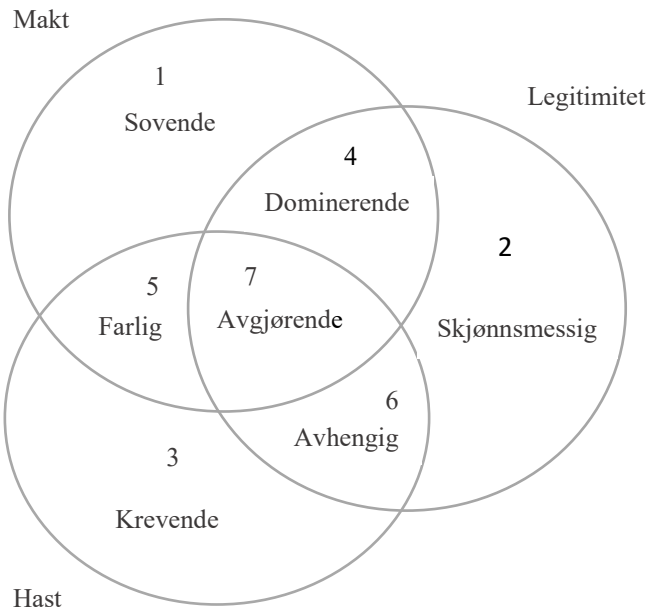 Makt
1
Sovende
Legitimitet
4
Dominerende
2
Skjønnsmessig
5
Farlig
7
Avgjørende
6
Avhengig
3
Krevende
Hast